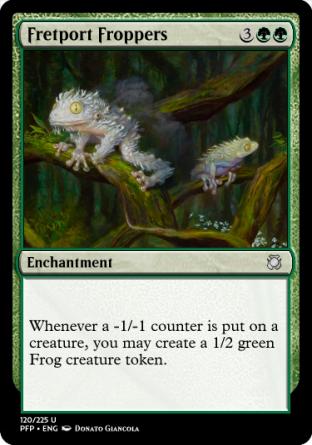 Fretport Froppers 3
Enchantment
Whenever a -1/-1 counter is put on a
creature, you may create a 1/2 green
Frog creature token.
120/225 U
PFP • ENG DONATO GIANCOLA